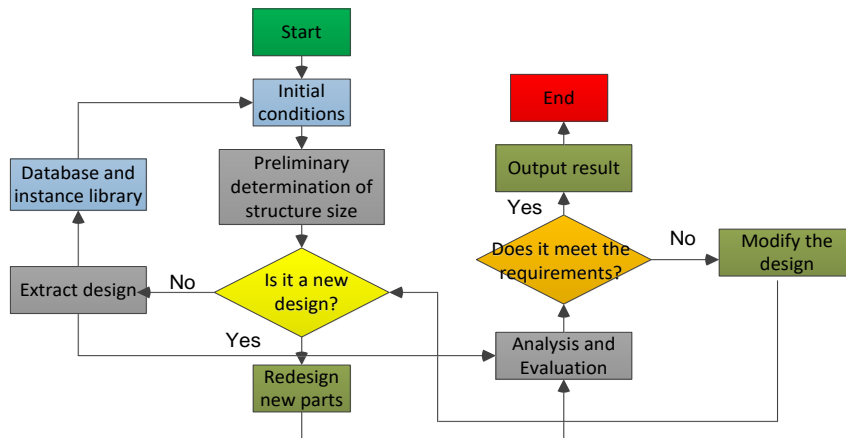 Start
Initial
conditions
Preliminary
determination of
structure size
Database and
instance library
Extract design
No
Is it a new
design?
Yes
Redesign
new parts
End
Output result
Yes
Does it meet the
requirements?
No
Modify the
design
Analysis and
Evaluation